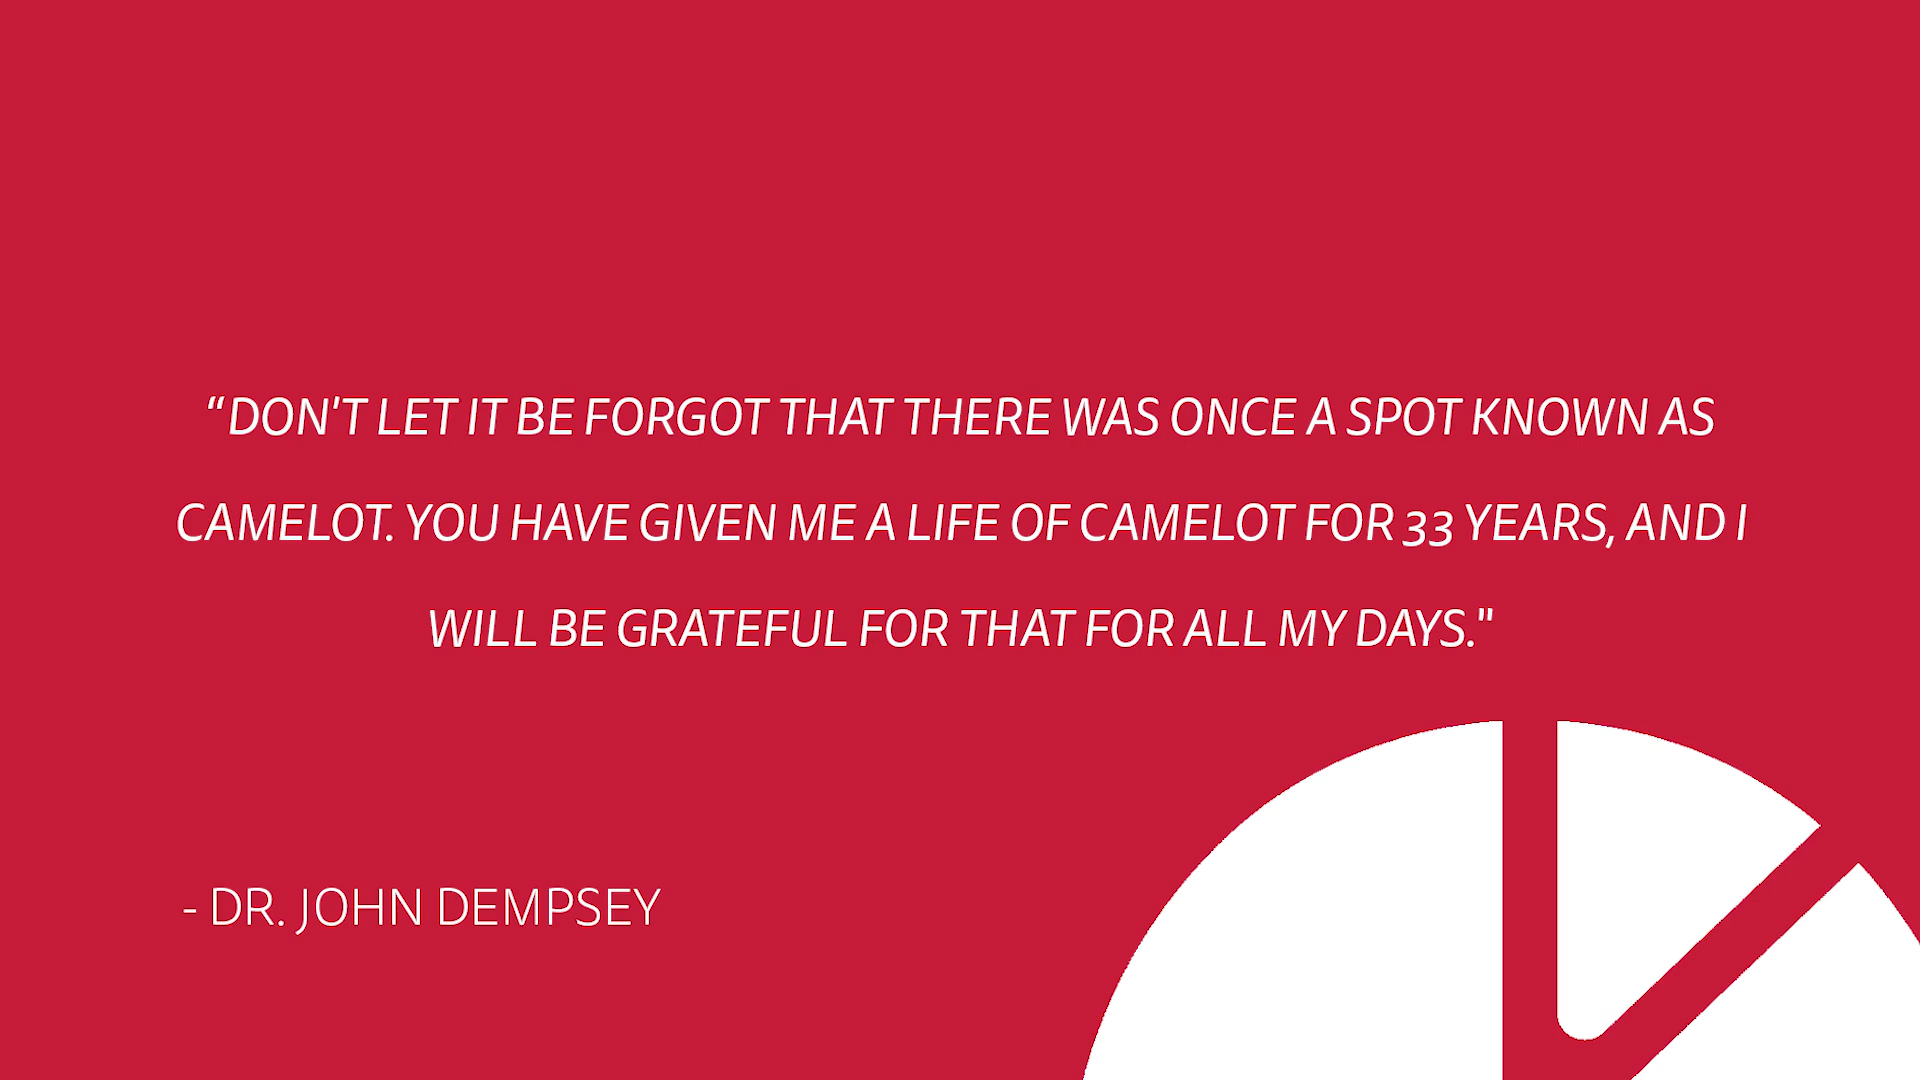 “DON'T LET IT BE FORGOT THAT THERE WAS ONCE A SPOT KNOWN AS
CAMELOT. YOU HAVE GIVEN ME A LIFE OF CAMELOT FOR 33 YEARS, AND I
WILL BE GRATEFUL FOR THAT FOR ALL MY DAYS."
- DR. JOHN DEMPSEY